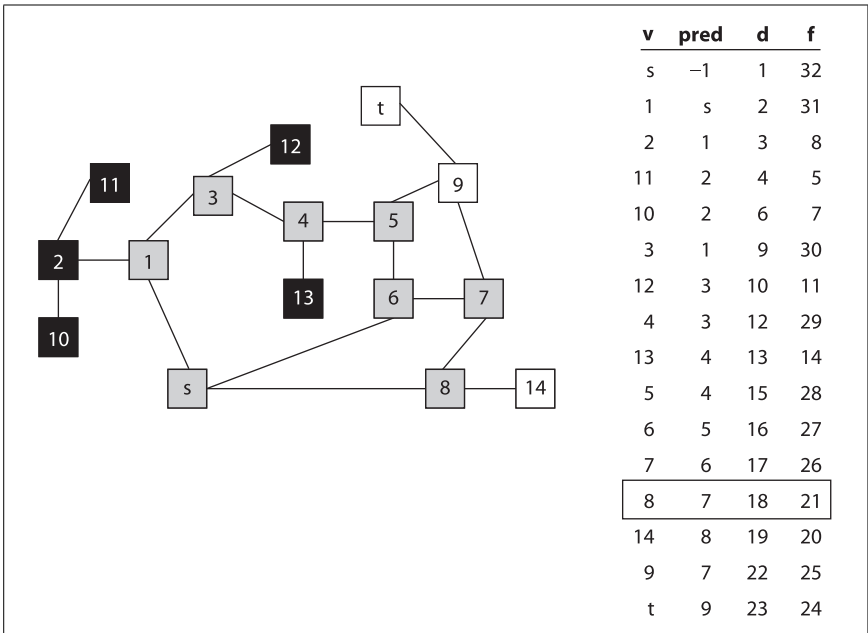 t
12
11
3
9
4
5
2
1
13
6
7
10
s
8
14
v pred d f
s –1 1 32
1 s 2 31
2 1 3 8
11 2 4 5
10 2 6 7
3 1 9 30
12 3 10 11
4 3 12 29
13 4 13 14
5 4 15 28
6 5 16 27
7 6 17 26
8 7 18 21
14 8 19 20
9 7 22 25
t 9 23 24